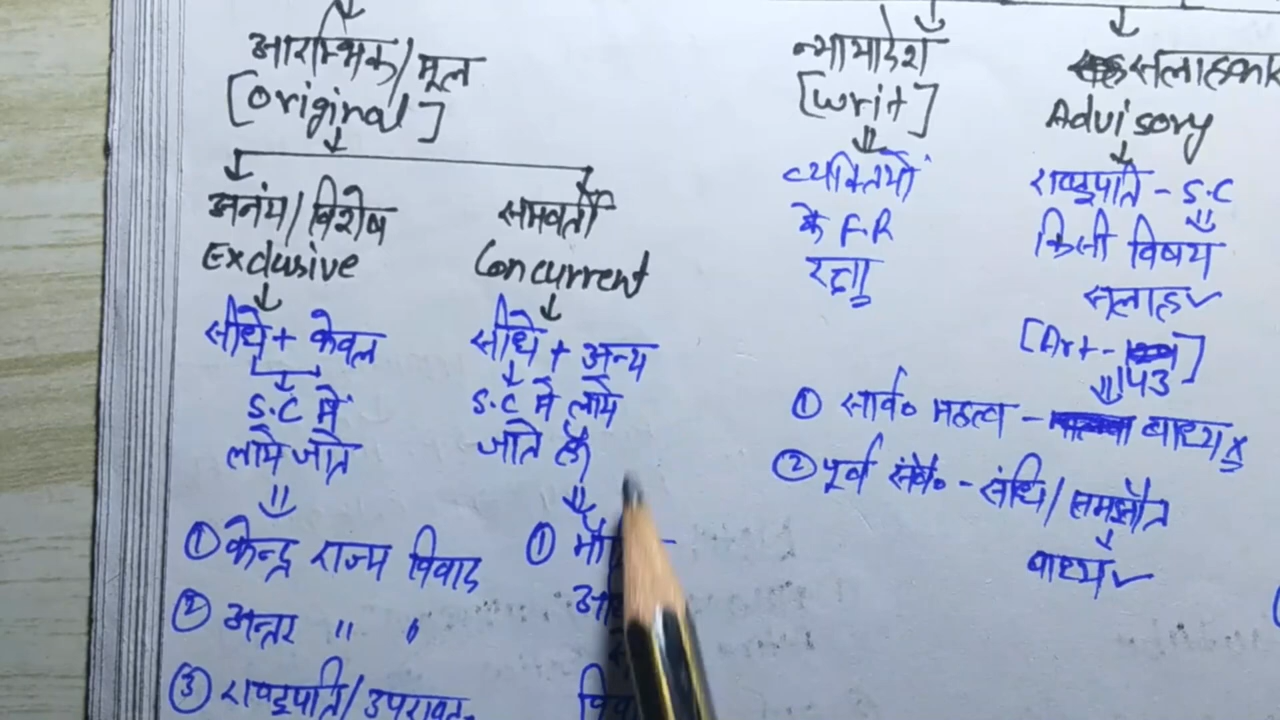 आरम्भिक/मूल
[Original]
अनंय/विशेष
Exclusive
सीधे + केवल
S.C में
लाये जाते
① केन्द्र राज्य विवाद
② अन्तर " "
③ राष्ट्रपति/उपराष्ट.
समवर्ती
Concurrent
सीधे + अन्य
S.C में लाये
जाते हैं
①
न्यायादेश
[Writ]
व्यक्तियों
के F.R
रक्षा
सलाहकार
Advisory
राष्ट्रपति - S.C
किसी विषय
सलाह ✓
[Art-]
143
① सार्व० महत्व - बाध्य x
② पूर्व संवै० - संधि/समझौत
बाध्य ✓